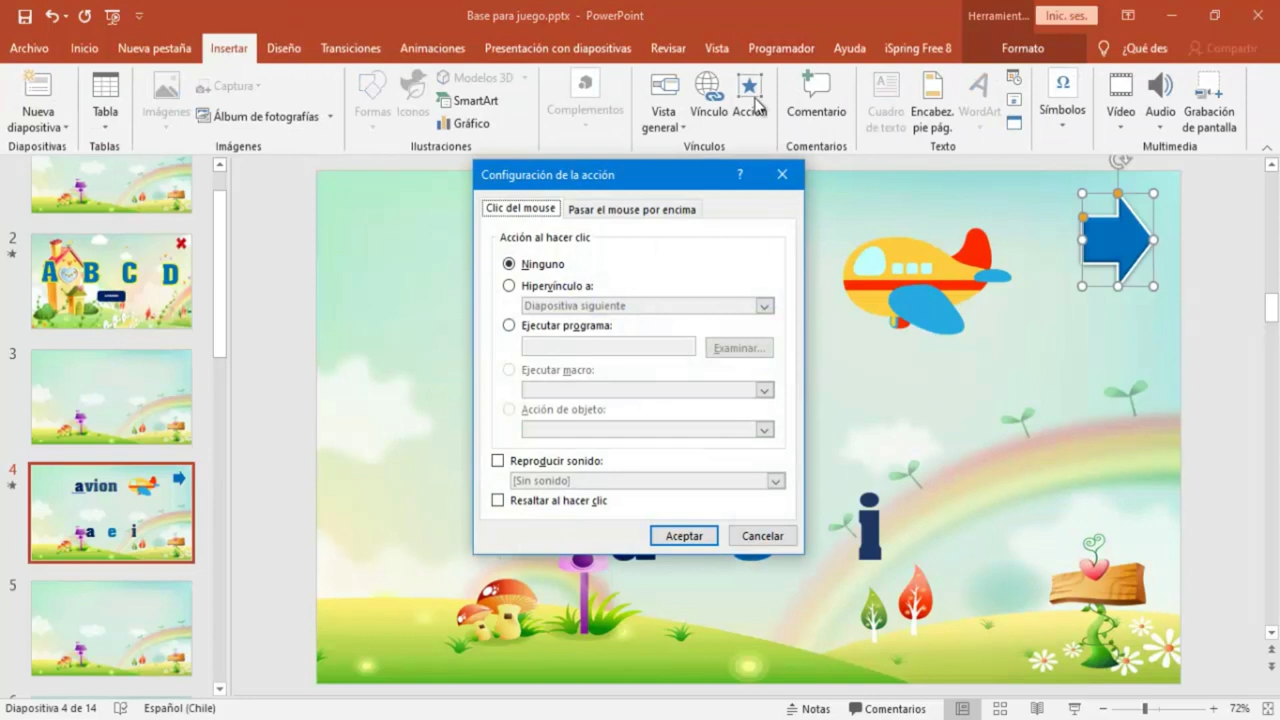 Base para juego.pptx - PowerPoint
Herramient...
Inic. ses.
Archivo
Inicio
Nueva pestaña
Insertar
Diseño
Transiciones
Animaciones
Presentación con diapositivas
Revisar
Vista
Programador
Ayuda
iSpring Free 8
Formato
¿Qué des
Compartir
Nueva
diapositiva
Diapositivas
Tabla
Tablas
Imágenes
Captura
Álbum de fotografías
Imágenes
Formas
Iconos
Modelos 3D
SmartArt
Gráfico
Ilustraciones
Complementos
Vista
general
Vínculo
Acción
Vínculos
Comentario
Comentarios
Cuadro
de texto
Encabez.
pie pág.
WordArt
Texto
Símbolos
Vídeo
Audio
Grabación
de pantalla
Multimedia
2
A B C D
3
4
avion
a e i
5
Configuración de la acción
?
Clic del mouse
Pasar el mouse por encima
Acción al hacer clic
Ninguno
Hipervínculo a:
Diapositiva siguiente
Ejecutar programa:
Examinar...
Ejecutar macro:
Acción de objeto:
Reproducir sonido:
[Sin sonido]
Resaltar al hacer clic
Aceptar
Cancelar
i
Diapositiva 4 de 14
Español (Chile)
Notas
Comentarios
72%